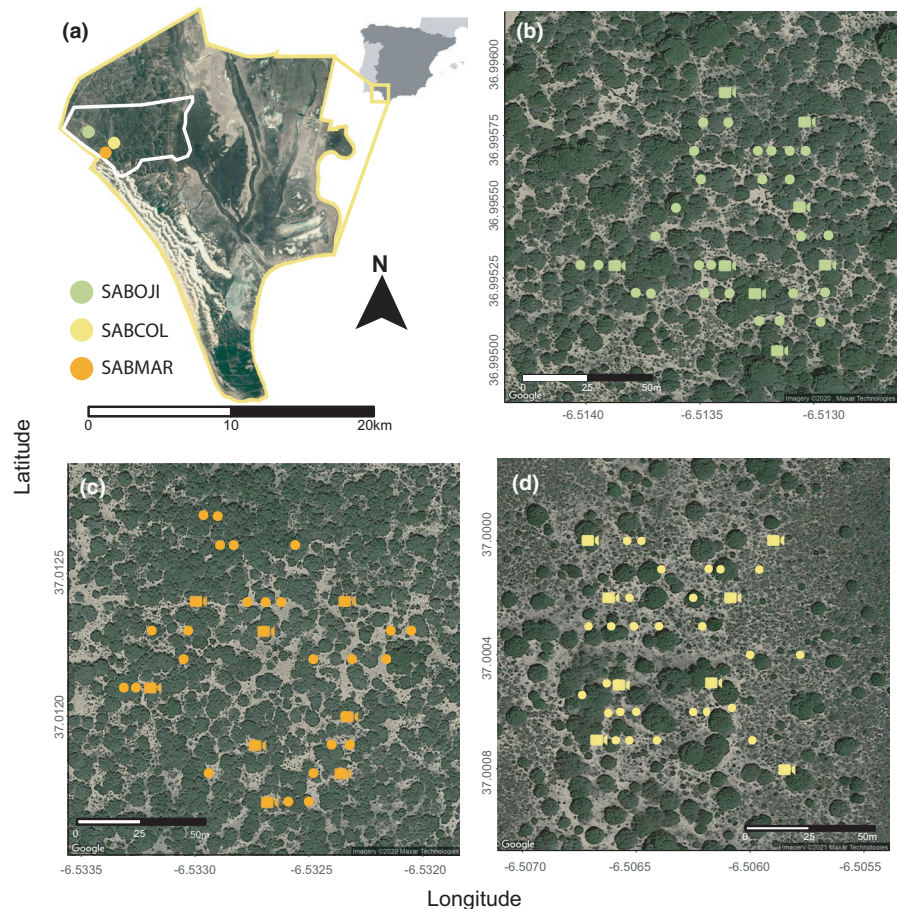 (a)
N
SABOJI
SABCOL
SABMAR
0 10 20km
Latitude
(b)
36.99600
36.99575
36.99550
36.99525
36.99500
0 25 50m
Google
Imagery ©2020 , Maxar Technologies
-6.5140 -6.5135 -6.5130
(c)
37.0125
37.0120
0 25 50m
Google
Imagery ©2020 Maxar Technologies
-6.5335 -6.5330 -6.5325 -6.5320
(d)
37.0000
37.0004
37.0008
0 25 50m
Google
Imagery ©2021 Maxar Technologies
-6.5070 -6.5065 -6.5060 -6.5055
Longitude